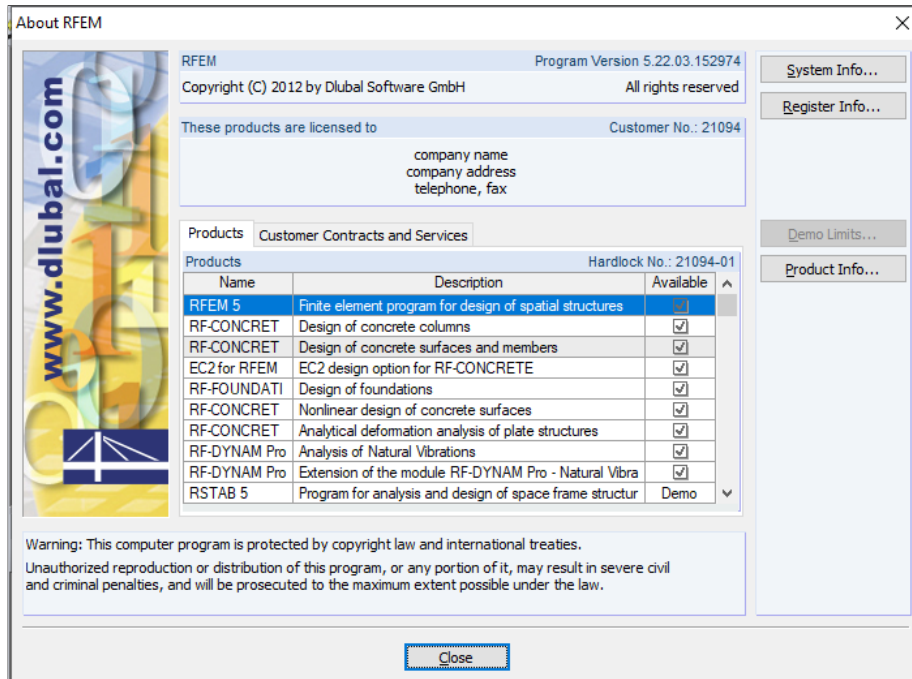 About RFEM
www.dlubal.com
RFEM Program Version 5.22.03.152974
Copyright (C) 2012 by Dlubal Software GmbH All rights reserved
These products are licensed to Customer No.: 21094
company name
company address
telephone, fax
Products Customer Contracts and Services
Products Hardlock No.: 21094-01
Name Description Available
RFEM 5 Finite element program for design of spatial structures
RF-CONCRET Design of concrete columns
RF-CONCRET Design of concrete surfaces and members
EC2 for RFEM EC2 design option for RF-CONCRETE
RF-FOUNDATI Design of foundations
RF-CONCRET Nonlinear design of concrete surfaces
RF-CONCRET Analytical deformation analysis of plate structures
RF-DYNAM Pro Analysis of Natural Vibrations
RF-DYNAM Pro Extension of the module RF-DYNAM Pro - Natural Vibra
RSTAB 5 Program for analysis and design of space frame structur Demo
System Info...
Register Info...
Demo Limits...
Product Info...
Warning: This computer program is protected by copyright law and international treaties.
Unauthorized reproduction or distribution of this program, or any portion of it, may result in severe civil
and criminal penalties, and will be prosecuted to the maximum extent possible under the law.
Close